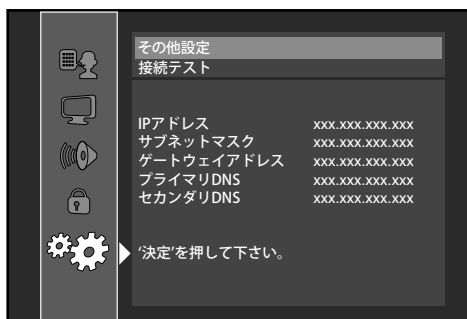 その他設定
接続テスト
IPアドレス xxx.xxx.xxx.xxx
サブネットマスク xxx.xxx.xxx.xxx
ゲートウェイアドレス xxx.xxx.xxx.xxx
プライマリDNS xxx.xxx.xxx.xxx
セカンダリDNS xxx.xxx.xxx.xxx
‘決定’を押して下さい。